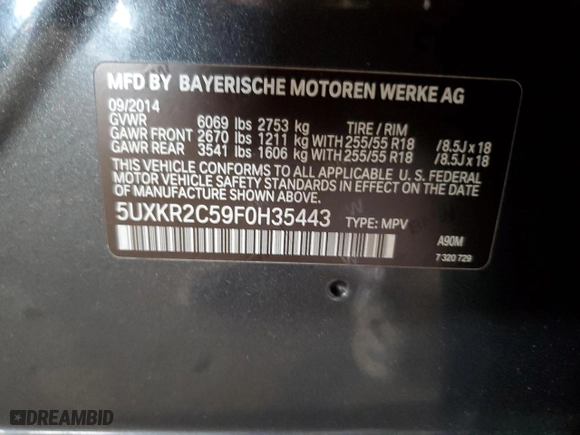 MFD BY BAYERISCHE MOTOREN WERKE AG
09/2014
GVWR 6069 lbs 2753 kg TIRE / RIM
GAWR FRONT 2670 lbs 1211 kg WITH 255/55 R18 /8.5J x 18
GAWR REAR 3541 lbs 1606 kg WITH 255/55 R18 /8.5J x 18
THIS VEHICLE CONFORMS TO ALL APPLICABLE U. S. FEDERAL
MOTOR VEHICLE SAFETY STANDARDS IN EFFECT ON THE DATE OF
MANUFACTURE SHOWN ABOVE.
5UXKR2C59F0H35443 TYPE: MPV
A90M
7 320 729
DREAMBID